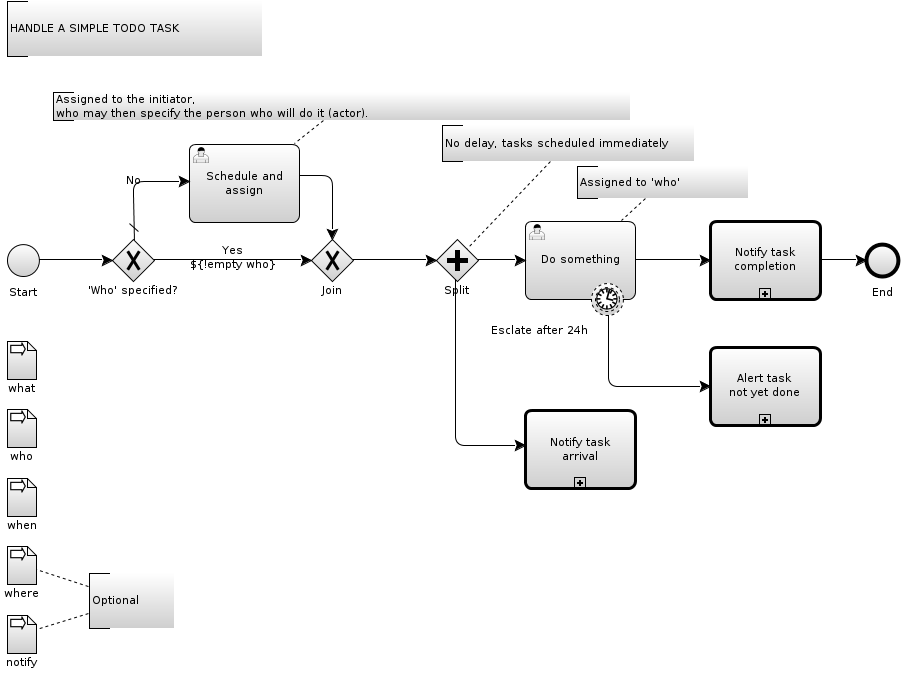 HANDLE A SIMPLE TODO TASK
Assigned to the initiator,
who may then specify the person who will do it (actor).
No delay, tasks scheduled immediately
Assigned to 'who'
No
Schedule and
assign
Yes
${!empty who}
Do something
Notify task
completion
Start
'Who' specified?
Join
Split
End
Esclate after 24h
Alert task
not yet done
what
who
Notify task
arrival
when
where
Optional
notify